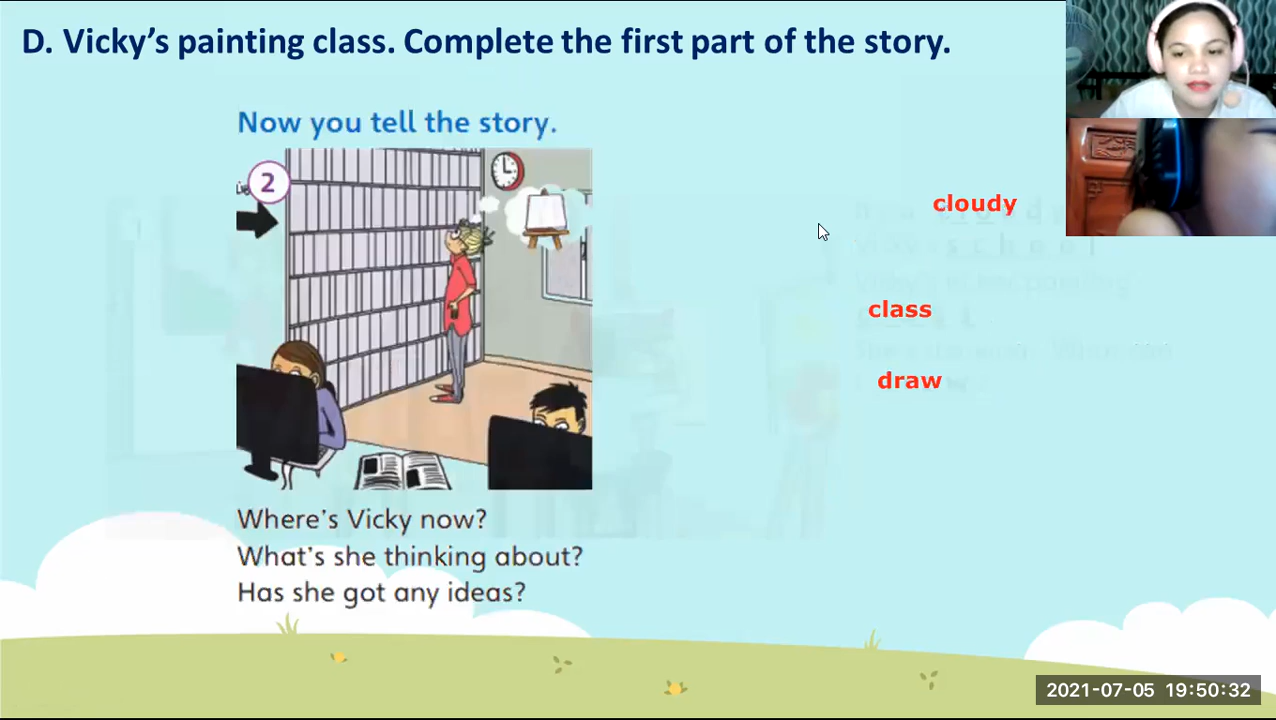 D. Vicky's painting class. Complete the first part of the story.
Now you tell the story.
2
cloudy
school
class
draw
Where's Vicky now?
What's she thinking about?
Has she got any ideas?
2021-07-05 19:50:32